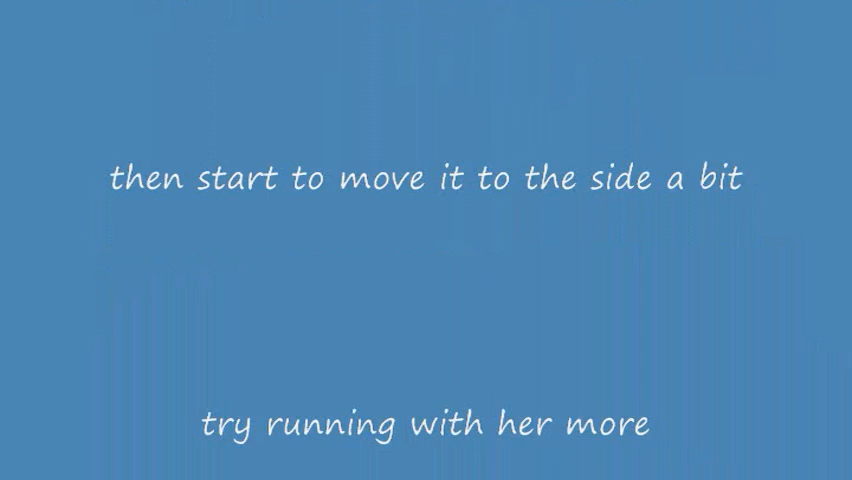 then start to move it to the side a bit
try running with her more